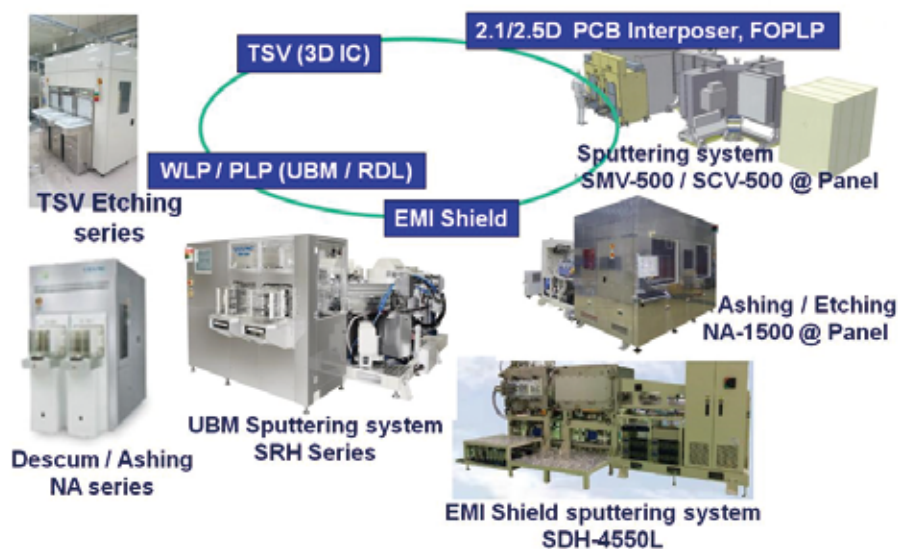 2.1/2.5D PCB Interposer, FOPLP
TSV (3D IC)
WLP / PLP (UBM / RDL)
EMI Shield
Sputtering system
SMV-500 / SCV-500 @ Panel
TSV Etching
series
Ashing / Etching
NA-1500 @ Panel
UBM Sputtering system
SRH Series
Descum / Ashing
NA series
EMI Shield sputtering system
SDH-4550L